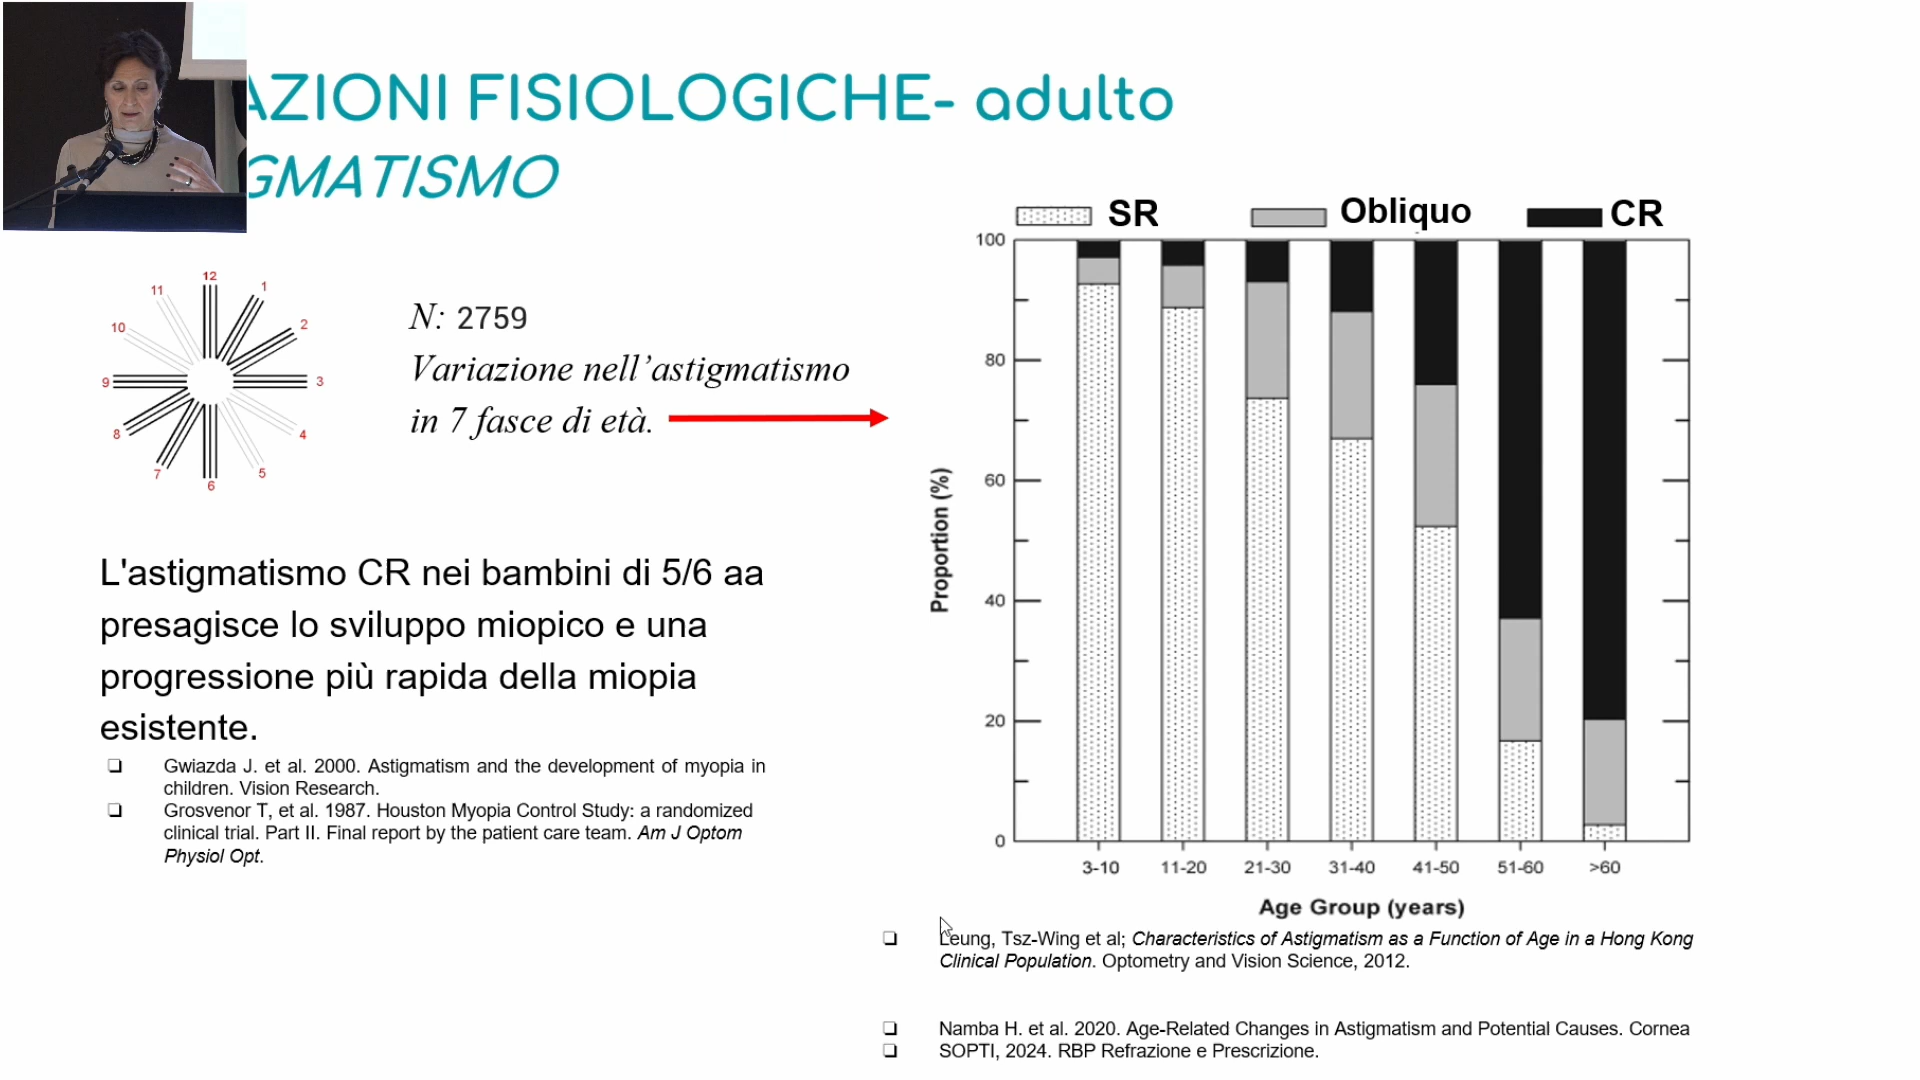 AZIONI FISIOLOGICHE- adulto
GMATISMO
SR Obliquo CR
12
11 1
10 2
9 3
8 4
7 5
6
N: 2759
Variazione nell’astigmatismo
in 7 fasce di età.
L'astigmatismo CR nei bambini di 5/6 aa
presagisce lo sviluppo miopico e una
progressione più rapida della miopia
esistente.
❑ Gwiazda J. et al. 2000. Astigmatism and the development of myopia in
children. Vision Research.
❑ Grosvenor T, et al. 1987. Houston Myopia Control Study: a randomized
clinical trial. Part II. Final report by the patient care team. Am J Optom
Physiol Opt.
Proportion (%)
100
80
60
40
20
0
3-10 11-20 21-30 31-40 41-50 51-60 >60
Age Group (years)
❑ Leung, Tsz-Wing et al; Characteristics of Astigmatism as a Function of Age in a Hong Kong
Clinical Population. Optometry and Vision Science, 2012.
❑ Namba H. et al. 2020. Age-Related Changes in Astigmatism and Potential Causes. Cornea
❑ SOPTI, 2024. RBP Refrazione e Prescrizione.